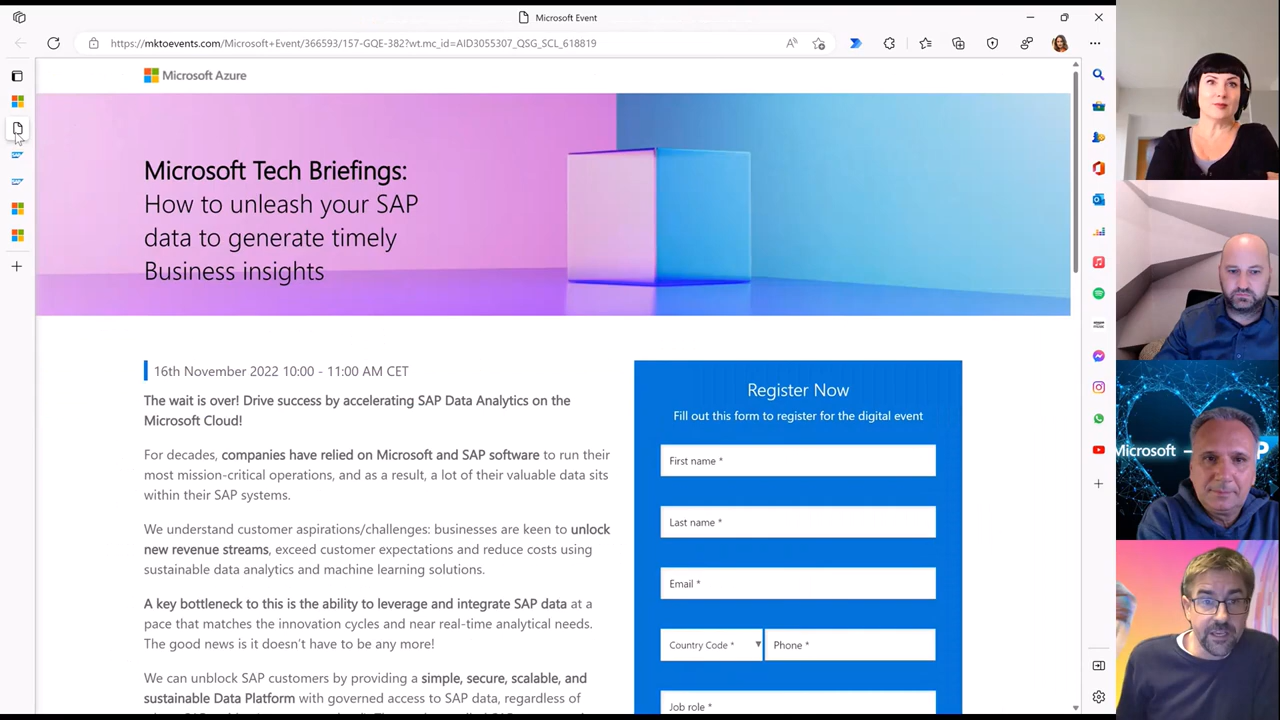 Microsoft Event
https://mktoevents.com/Microsoft+Event/366593/157-GQE-382?wt.mc_id=AID3055307_QSG_SCL_618819
Microsoft Azure
Microsoft Tech Briefings:
How to unleash your SAP
data to generate timely
Business insights
16th November 2022 10:00 - 11:00 AM CET
The wait is over! Drive success by accelerating SAP Data Analytics on the
Microsoft Cloud!
For decades, companies have relied on Microsoft and SAP software to run their
most mission-critical operations, and as a result, a lot of their valuable data sits
within their SAP systems.
We understand customer aspirations/challenges: businesses are keen to unlock
new revenue streams, exceed customer expectations and reduce costs using
sustainable data analytics and machine learning solutions.
A key bottleneck to this is the ability to leverage and integrate SAP data at a
pace that matches the innovation cycles and near real-time analytical needs.
The good news is it doesn't have to be any more!
We can unblock SAP customers by providing a simple, secure, scalable, and
sustainable Data Platform with governed access to SAP data, regardless of
Register Now
Fill out this form to register for the digital event
First name *
Last name *
Email *
Country Code *
Phone *
Job role *
Microsoft